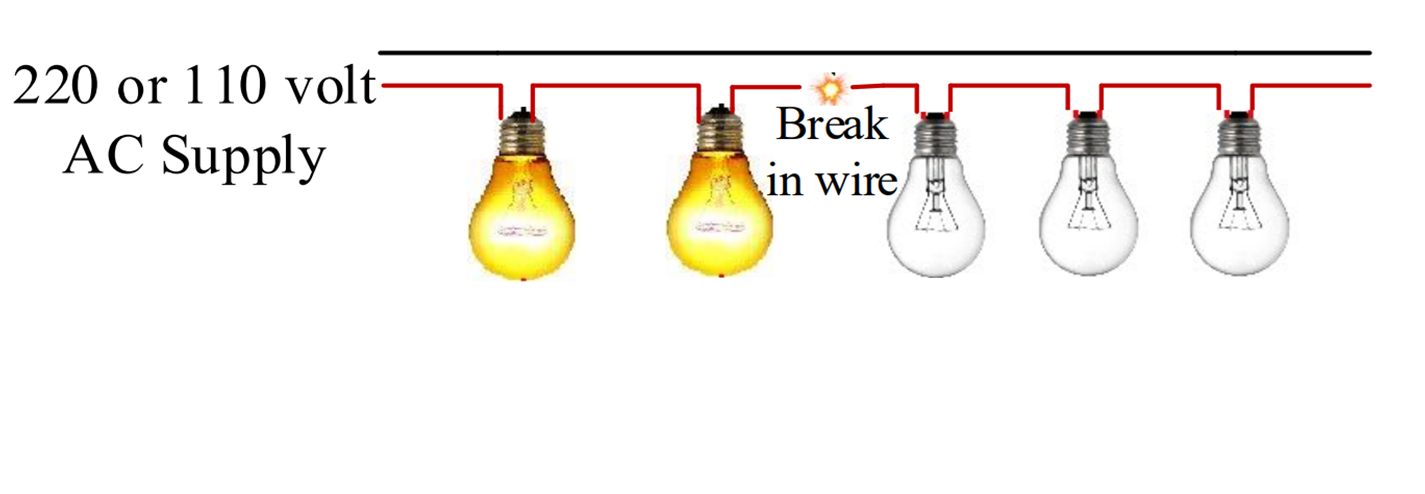 220 or 110 volt
AC Supply
Break
in wire